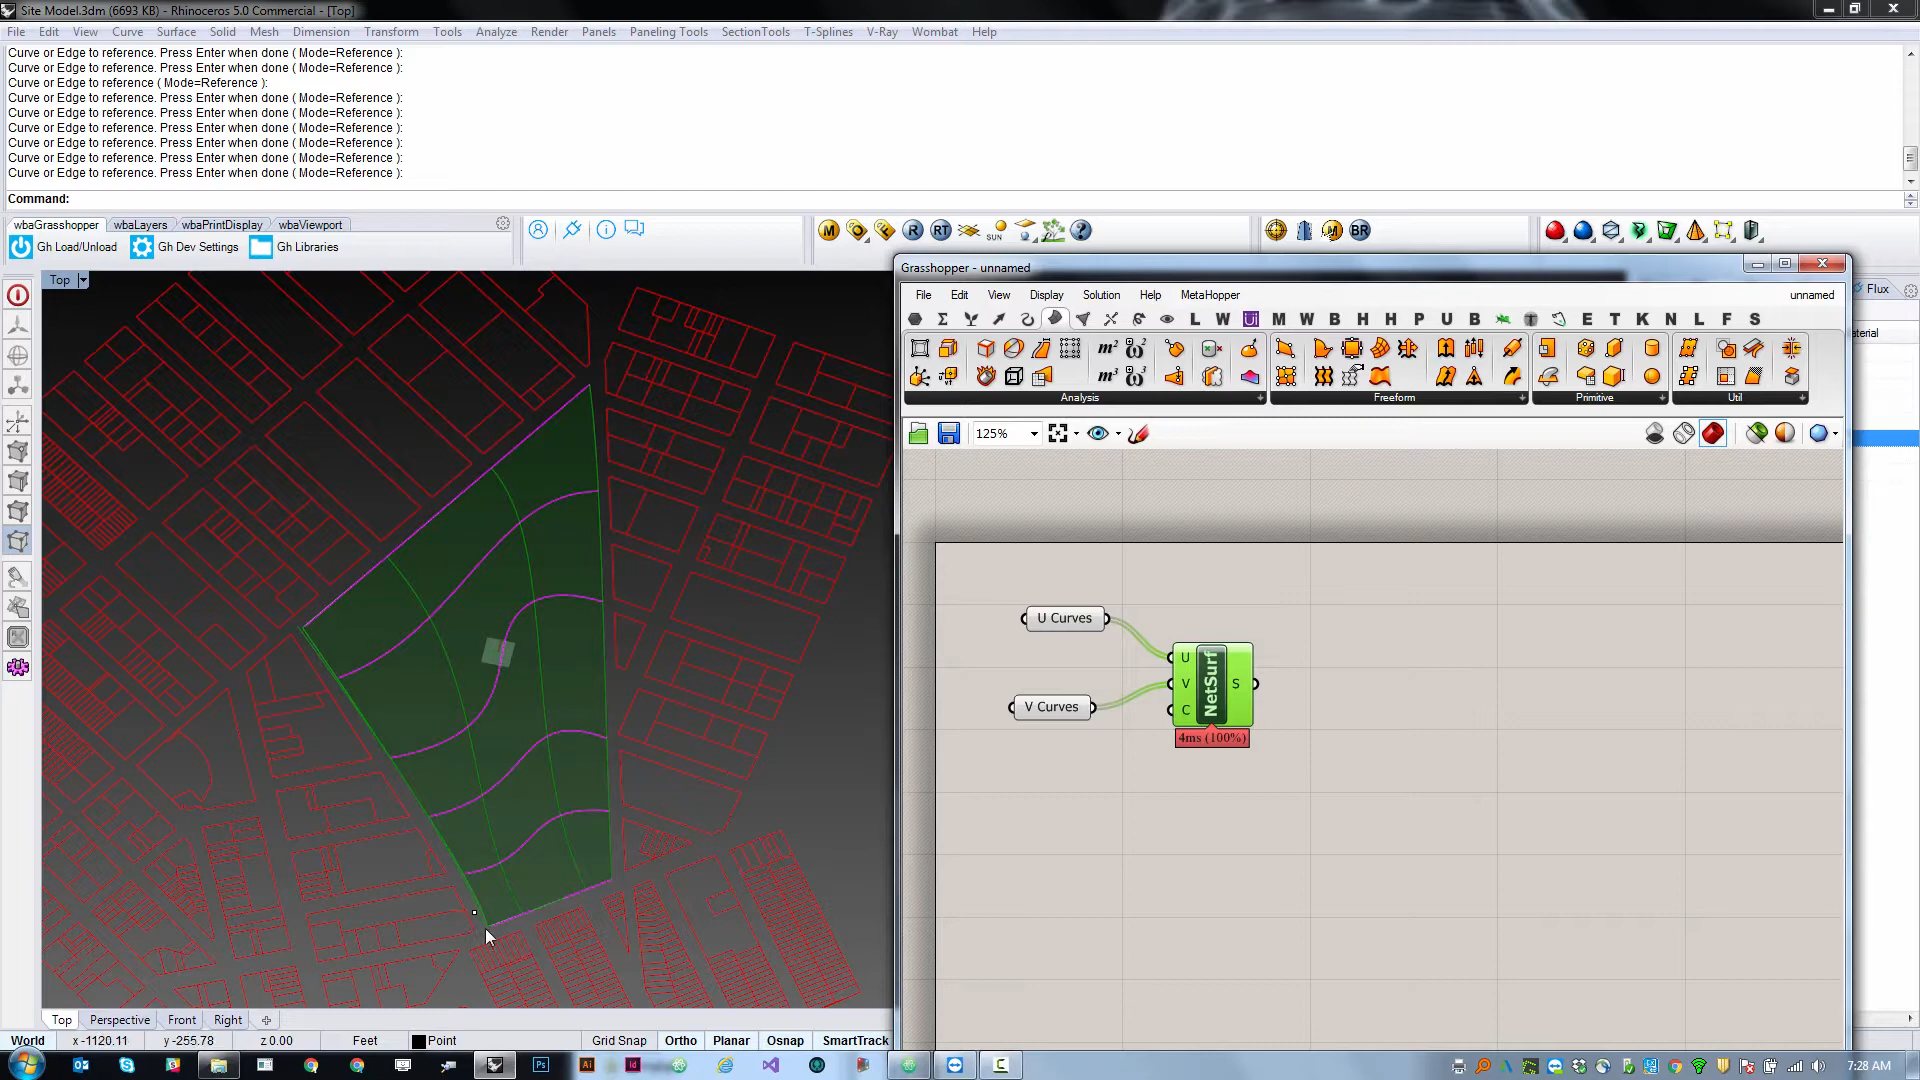 Site Model.3dm (6693 KB) - Rhinoceros 5.0 Commercial - [Top]
File Edit View Curve Surface Solid Mesh Dimension Transform Tools Analyze Render Panels Paneling Tools SectionTools T-Splines V-Ray Wombat Help
Curve or Edge to reference. Press Enter when done ( Mode=Reference ):
Curve or Edge to reference. Press Enter when done ( Mode=Reference ):
Curve or Edge to reference ( Mode=Reference ):
Curve or Edge to reference. Press Enter when done ( Mode=Reference ):
Curve or Edge to reference. Press Enter when done ( Mode=Reference ):
Curve or Edge to reference. Press Enter when done ( Mode=Reference ):
Curve or Edge to reference. Press Enter when done ( Mode=Reference ):
Curve or Edge to reference. Press Enter when done ( Mode=Reference ):
Curve or Edge to reference. Press Enter when done ( Mode=Reference ):
Command:
wbaGrasshopper wbaLayers wbaPrintDisplay wbaViewport
Gh Load/Unload Gh Dev Settings Gh Libraries
M R RT SUN M BR
Top
Grasshopper - unnamed
Flux
File Edit View Display Solution Help MetaHopper unnamed
L W Ui M W B H H P U B E T K N L F S
aterial
m² m³
Analysis Freeform Primitive Util
125%
U Curves
V Curves
U
V
C
NetSurf
S
4ms (100%)
Top Perspective Front Right
World x -1120.11 y -255.78 z 0.00 Feet Point Grid Snap Ortho Planar Osnap SmartTrack
7:28 AM